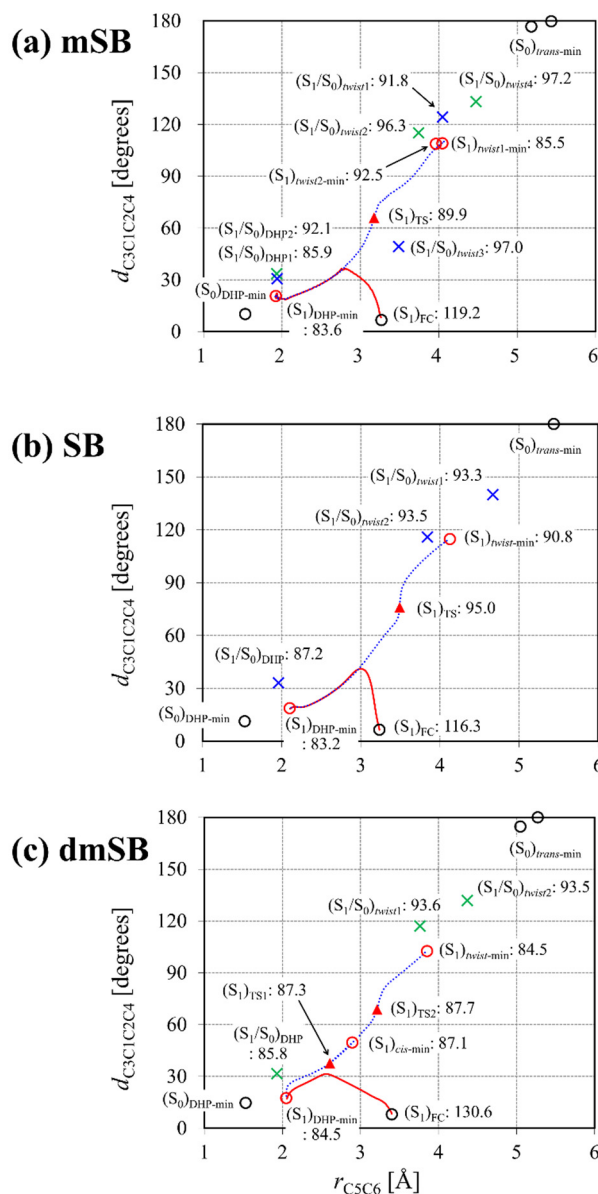 (a) mSB
180
150
120
90
60
30
0
1
2
3
4
5
6
d_C3C1C2C4 [degrees]
(S₀)trans-min
(S₁/S₀)twist1: 91.8
(S₁/S₀)twist4: 97.2
(S₁/S₀)twist2: 96.3
(S₁)twist1-min: 85.5
(S₁)twist2-min: 92.5
(S₁)TS: 89.9
(S₁/S₀)DHP2: 92.1
(S₁/S₀)twist3: 97.0
(S₁/S₀)DHP1: 85.9
(S₀)DHP-min
(S₁)DHP-min
: 83.6
(S₁)FC: 119.2
(b) SB
180
150
120
90
60
30
0
1
2
3
4
5
6
d_C3C1C2C4 [degrees]
(S₀)trans-min
(S₁/S₀)twist1: 93.3
(S₁/S₀)twist2: 93.5
(S₁)twist-min: 90.8
(S₁)TS: 95.0
(S₁/S₀)DHP: 87.2
(S₀)DHP-min
(S₁)DHP-min
: 83.2
(S₁)FC: 116.3
(c) dmSB
180
150
120
90
60
30
0
1
2
3
4
5
6
d_C3C1C2C4 [degrees]
(S₀)trans-min
(S₁/S₀)twist2: 93.5
(S₁/S₀)twist1: 93.6
(S₁)twist-min: 84.5
(S₁)TS1: 87.3
(S₁)TS2: 87.7
(S₁/S₀)DHP
: 85.8
(S₁)cis-min: 87.1
(S₀)DHP-min
(S₁)DHP-min
: 84.5
(S₁)FC: 130.6
r_C5C6 [Å]